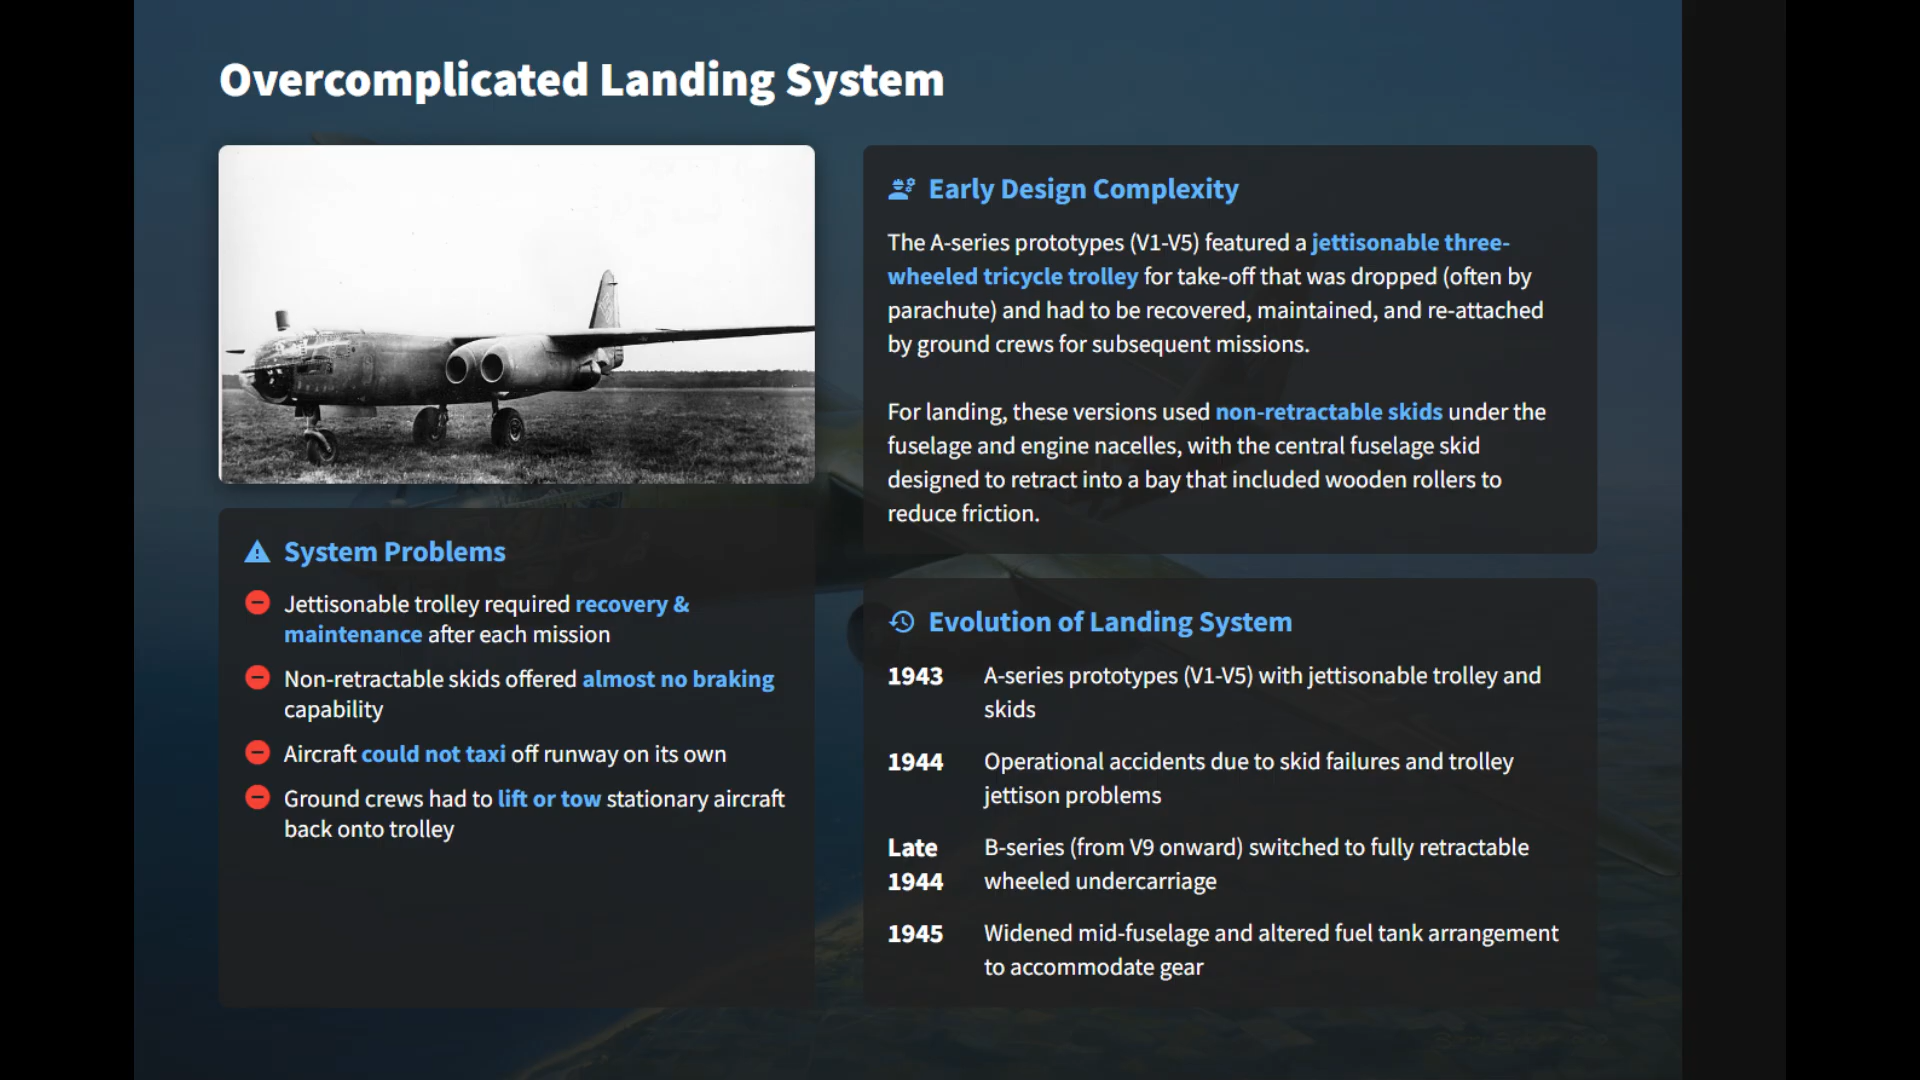 Overcomplicated Landing System
System Problems
Jettisonable trolley required recovery &
maintenance after each mission
Non-retractable skids offered almost no braking
capability
Aircraft could not taxi off runway on its own
Ground crews had to lift or tow stationary aircraft
back onto trolley
Early Design Complexity
The A-series prototypes (V1-V5) featured a jettisonable three-
wheeled tricycle trolley for take-off that was dropped (often by
parachute) and had to be recovered, maintained, and re-attached
by ground crews for subsequent missions.
For landing, these versions used non-retractable skids under the
fuselage and engine nacelles, with the central fuselage skid
designed to retract into a bay that included wooden rollers to
reduce friction.
Evolution of Landing System
1943 A-series prototypes (V1-V5) with jettisonable trolley and
skids
1944 Operational accidents due to skid failures and trolley
jettison problems
Late B-series (from V9 onward) switched to fully retractable
1944 wheeled undercarriage
1945 Widened mid-fuselage and altered fuel tank arrangement
to accommodate gear